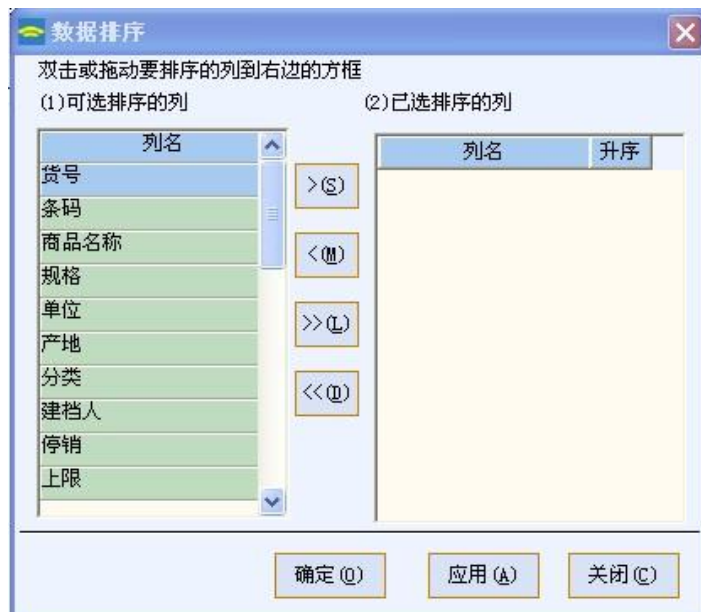 数据排序
双击或拖动要排序的列到右边的方框
(1)可选排序的列
(2)已选排序的列
列名
货号
条码
商品名称
规格
单位
产地
分类
建档人
停销
上限
>(S)
<(M)
>>(L)
<<(D)
列名 升序
确定(O) 应用(A) 关闭(C)